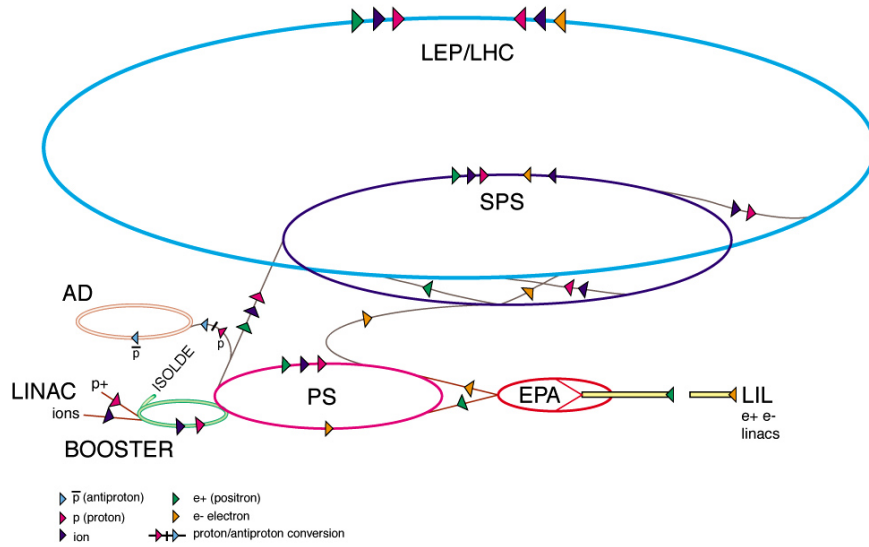 LEP/LHC
SPS
AD
p̅
p
ISOLDE
LINAC
p+
ions
BOOSTER
PS
EPA
LIL
e+ e-
linacs
p̅ (antiproton)
p (proton)
ion
e+ (positron)
e- electron
proton/antiproton conversion